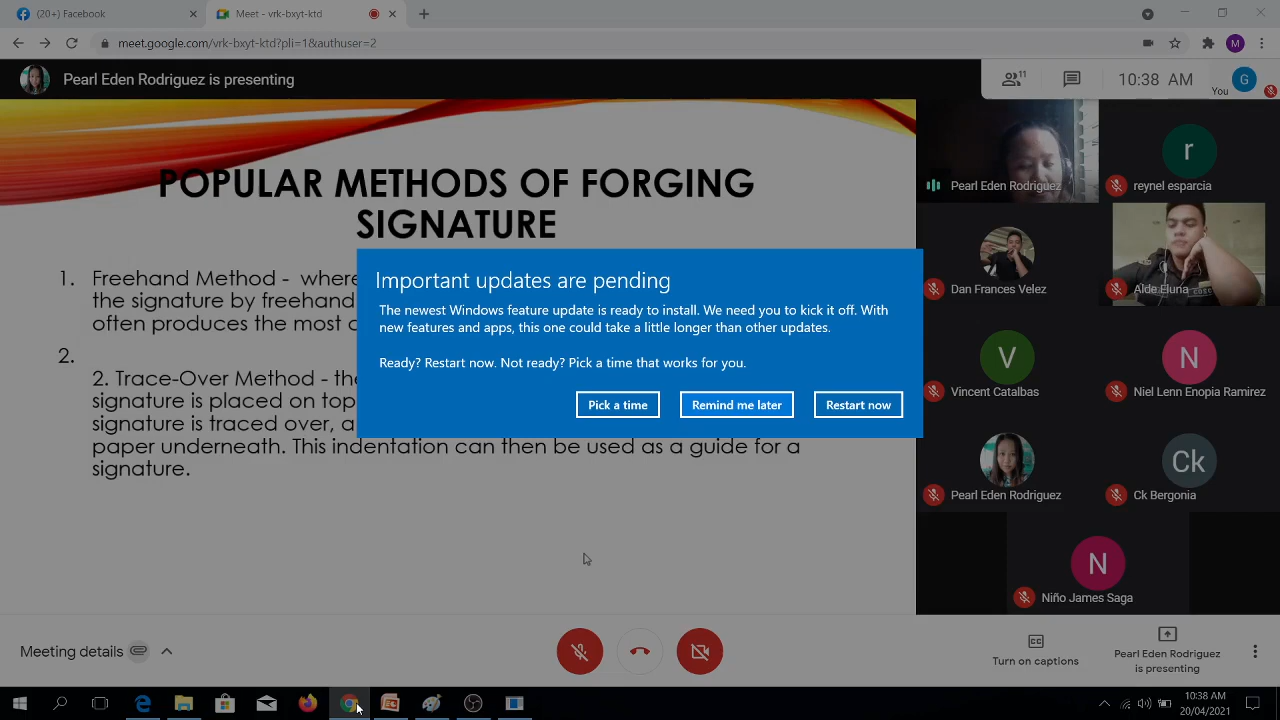 (20+) Facebook
Meet - vrk-bxyt-ktd
meet.google.com/vrk-bxyt-ktd?pli=1&authuser=2
M
Pearl Eden Rodriguez is presenting
11
10:38 AM
You
G
POPULAR METHODS OF FORGING
SIGNATURE
1. Freehand Method - where
the signature by freehand
often produces the most
2.
2. Trace-Over Method - the
signature is placed on top
signature is traced over, a
paper underneath. This indentation can then be used as a guide for a
signature.
Important updates are pending
The newest Windows feature update is ready to install. We need you to kick it off. With
new features and apps, this one could take a little longer than other updates.
Ready? Restart now. Not ready? Pick a time that works for you.
Pick a time
Remind me later
Restart now
Pearl Eden Rodriguez
r
reynel esparcia
Dan Frances Velez
Alde Eluna
V
Vincent Catalbas
N
Niel Lenn Enopia Ramirez
Pearl Eden Rodriguez
Ck
Ck Bergonia
N
Niño James Saga
Meeting details
CC
Turn on captions
Pearl Eden Rodriguez
is presenting
10:38 AM
20/04/2021